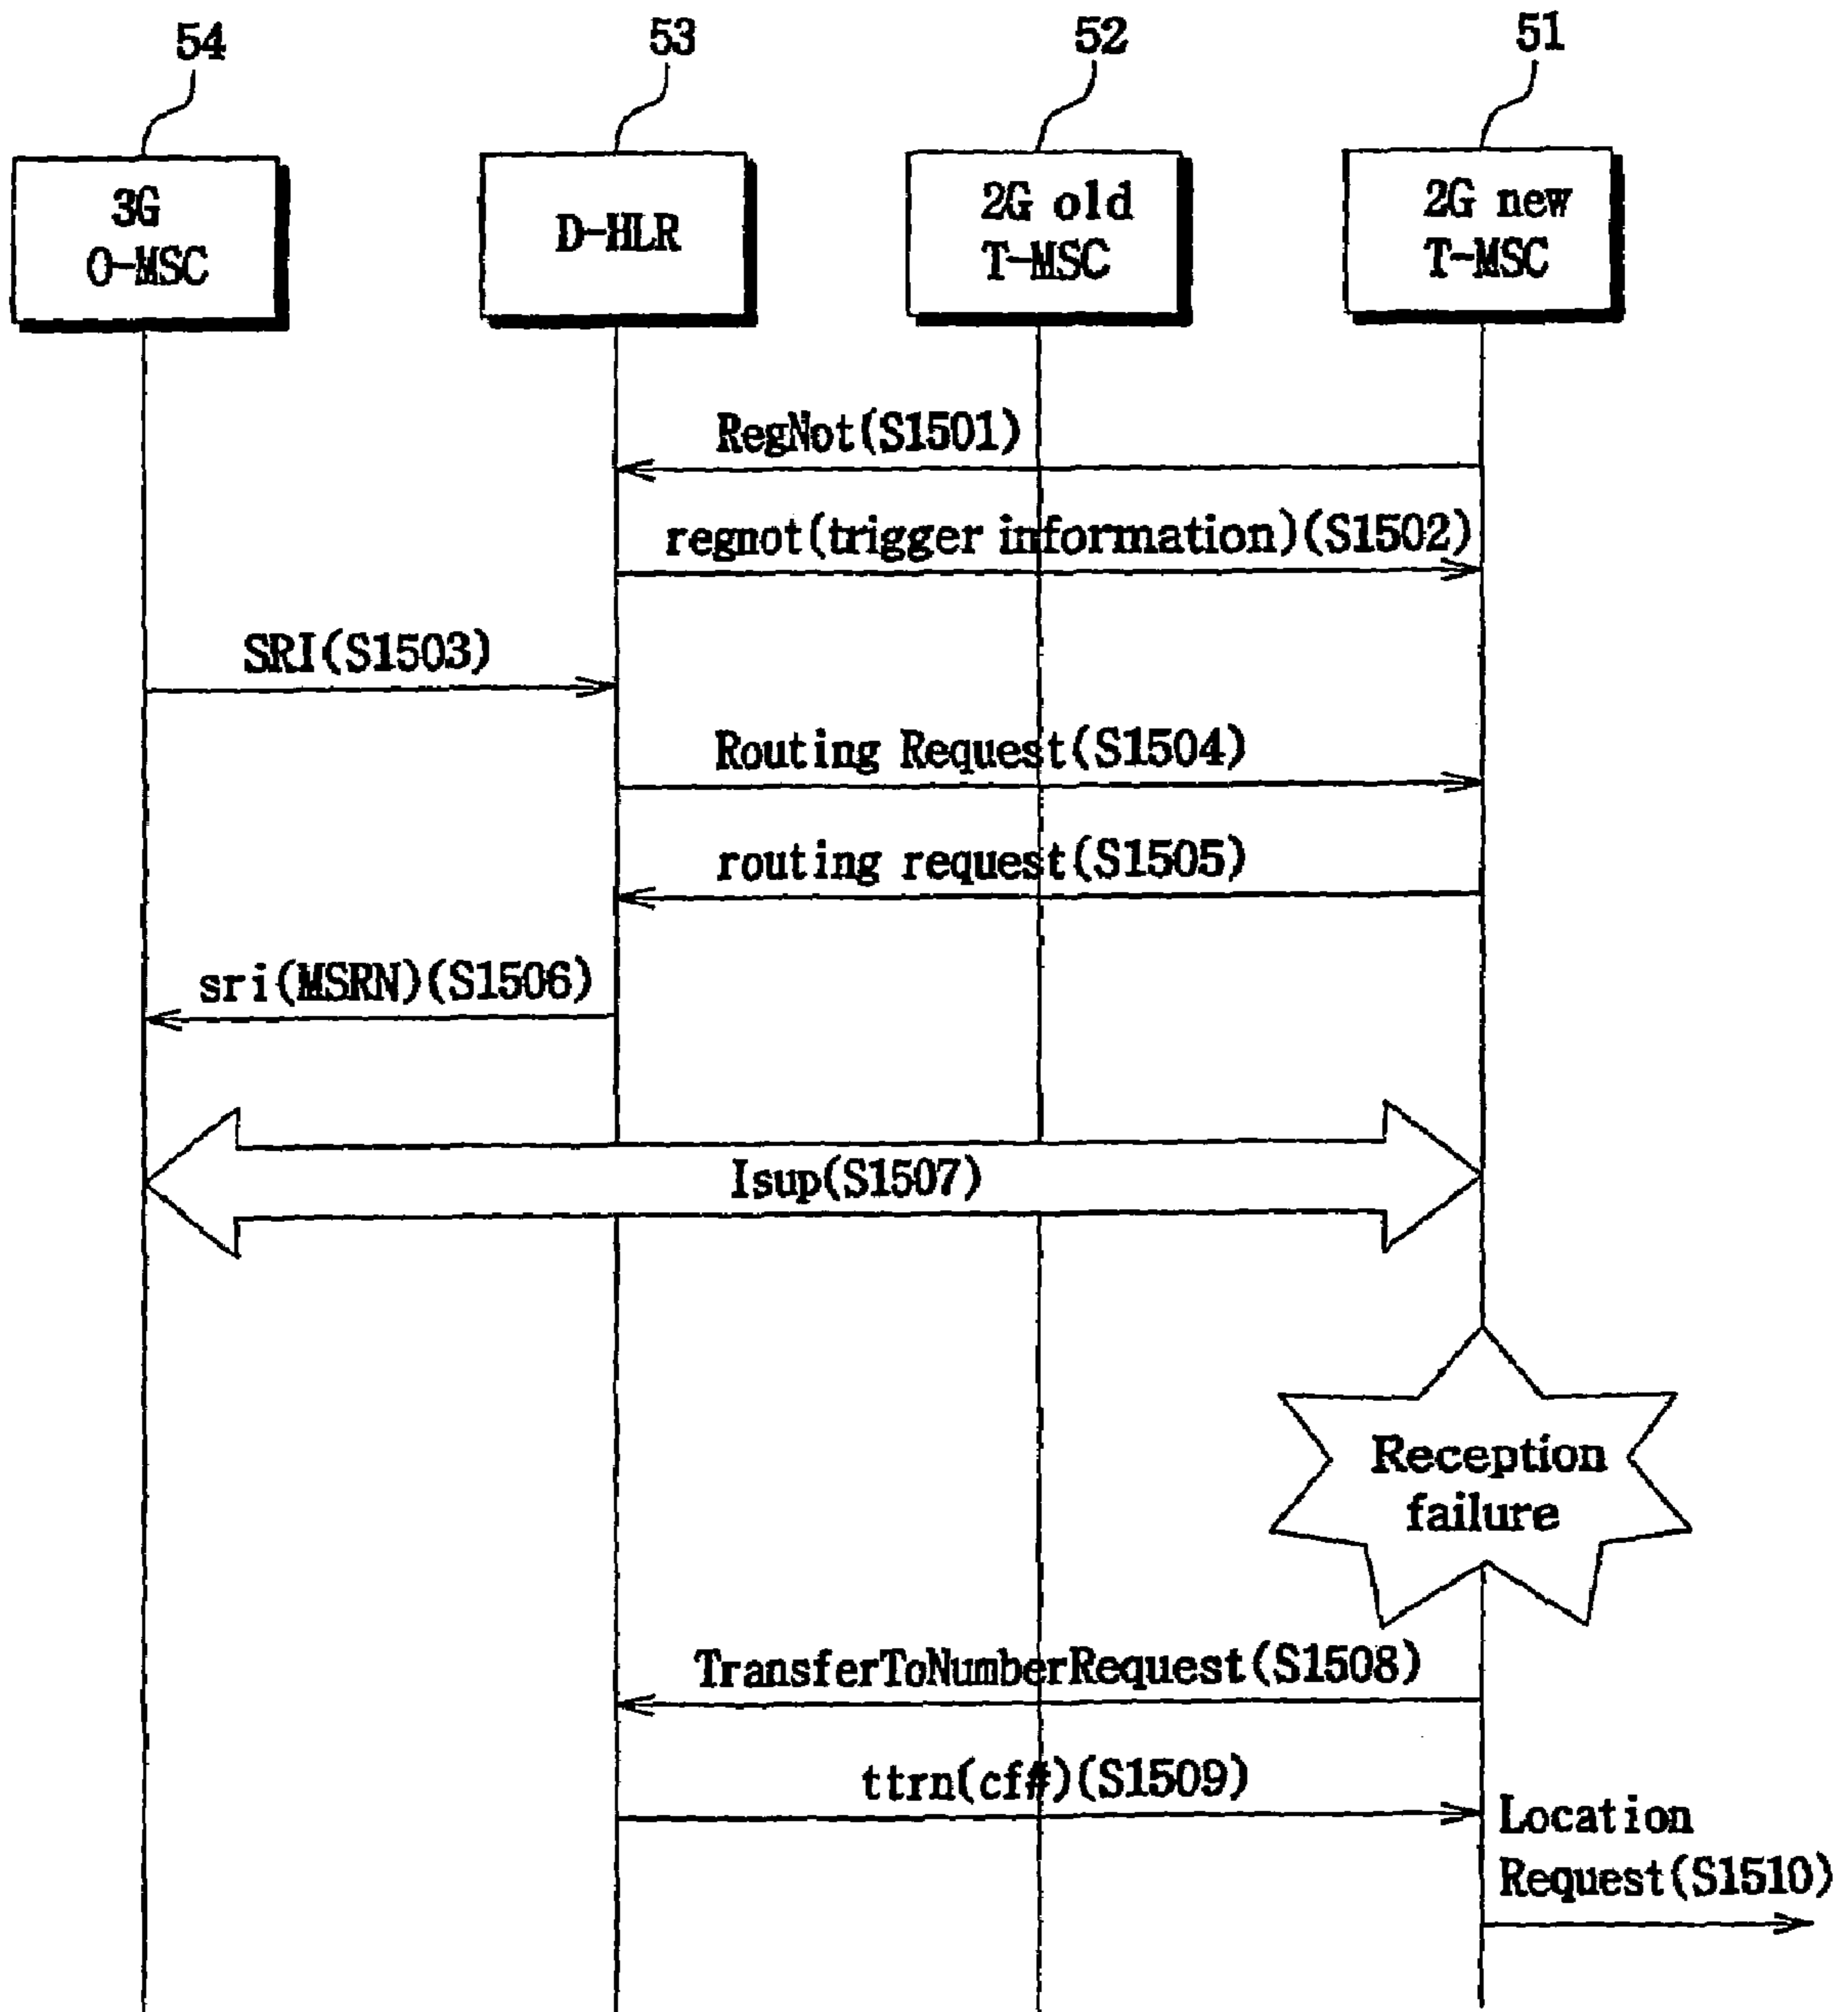 54
53
52
51
3G
O-MSC
D-HLR
2G old
T-MSC
2G new
T-MSC
RegNot(S1501)
regnot(trigger information)(S1502)
SRI(S1503)
Routing Request(S1504)
routing request(S1505)
sri(MSRN)(S1506)
Isup(S1507)
Reception
failure
TransferToNumberRequest(S1508)
ttrn(cf#)(S1509)
Location
Request(S1510)